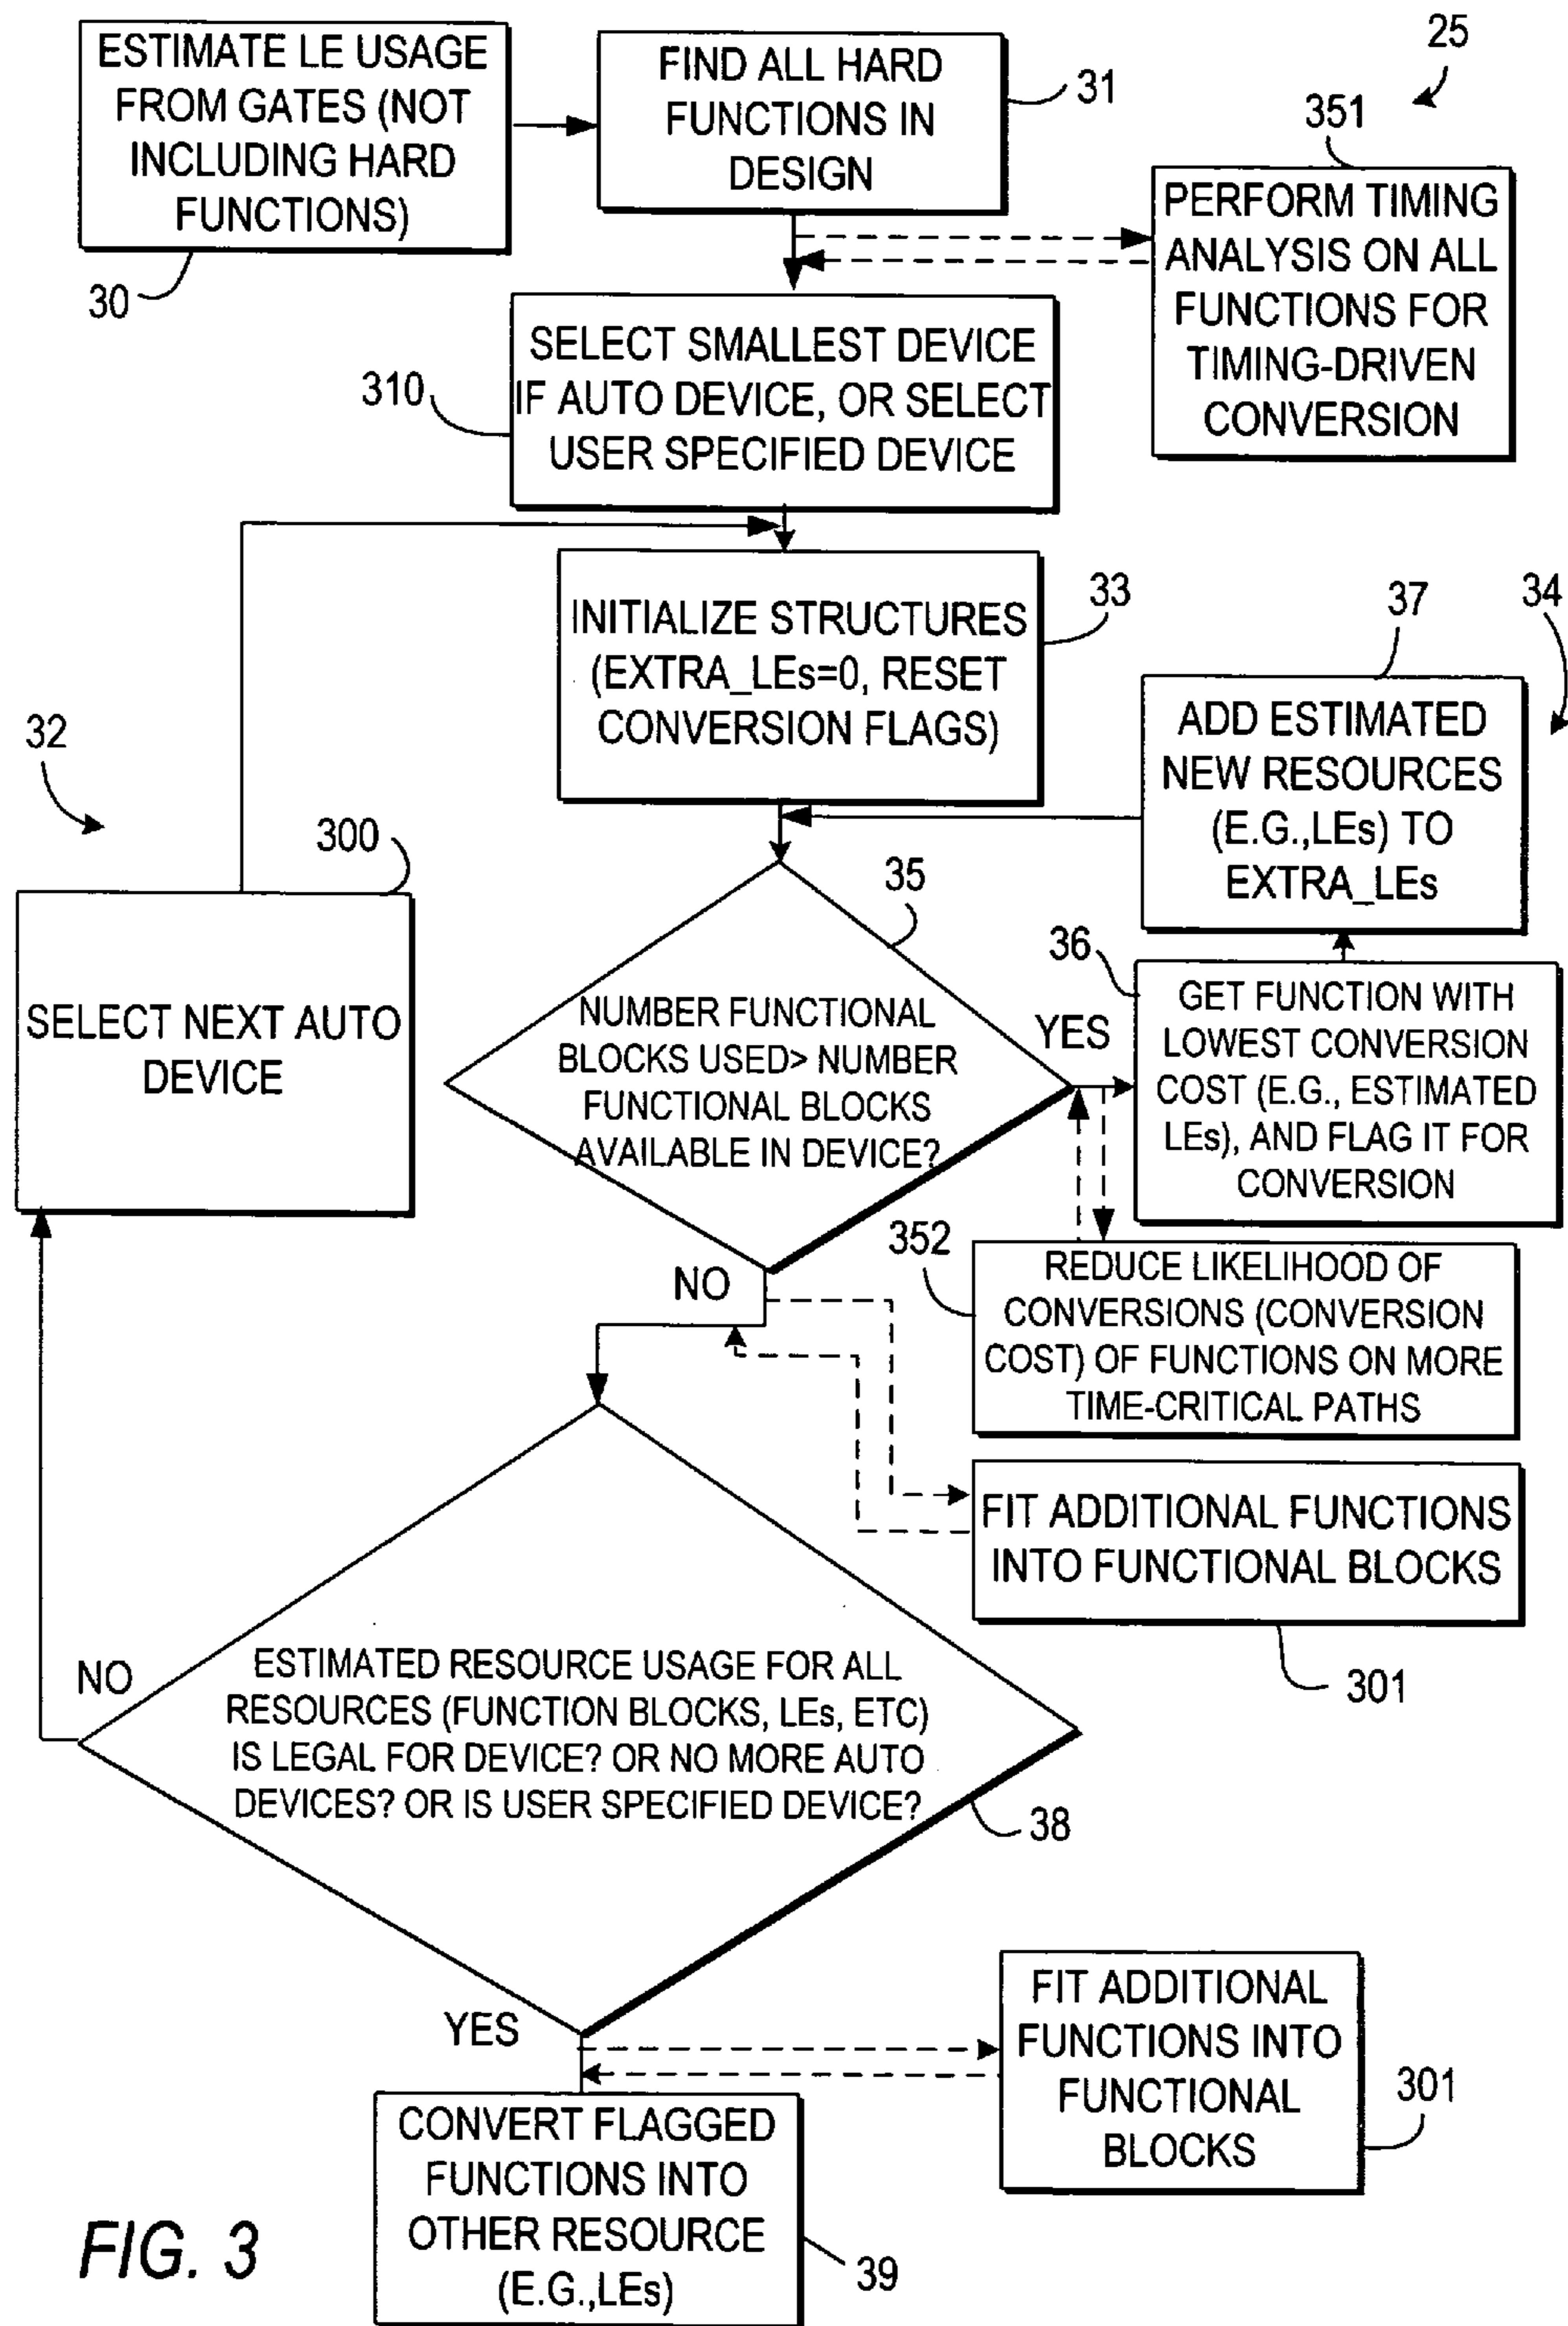 ESTIMATE LE USAGE
FROM GATES (NOT
INCLUDING HARD
FUNCTIONS)
30
FIND ALL HARD
FUNCTIONS IN
DESIGN
31
25
351
PERFORM TIMING
ANALYSIS ON ALL
FUNCTIONS FOR
TIMING-DRIVEN
CONVERSION
310
SELECT SMALLEST DEVICE
IF AUTO DEVICE, OR SELECT
USER SPECIFIED DEVICE
INITIALIZE STRUCTURES
(EXTRA_LEs=0, RESET
CONVERSION FLAGS)
33
37
34
ADD ESTIMATED
NEW RESOURCES
(E.G.,LEs) TO
EXTRA_LEs
32
300
SELECT NEXT AUTO
DEVICE
35
NUMBER FUNCTIONAL
BLOCKS USED> NUMBER
FUNCTIONAL BLOCKS
AVAILABLE IN DEVICE?
YES
36
GET FUNCTION WITH
LOWEST CONVERSION
COST (E.G., ESTIMATED
LEs), AND FLAG IT FOR
CONVERSION
NO
352
REDUCE LIKELIHOOD OF
CONVERSIONS (CONVERSION
COST) OF FUNCTIONS ON MORE
TIME-CRITICAL PATHS
FIT ADDITIONAL FUNCTIONS
INTO FUNCTIONAL BLOCKS
301
NO
ESTIMATED RESOURCE USAGE FOR ALL
RESOURCES (FUNCTION BLOCKS, LEs, ETC)
IS LEGAL FOR DEVICE? OR NO MORE AUTO
DEVICES? OR IS USER SPECIFIED DEVICE?
38
YES
FIT ADDITIONAL
FUNCTIONS INTO
FUNCTIONAL
BLOCKS
301
CONVERT FLAGGED
FUNCTIONS INTO
OTHER RESOURCE
(E.G.,LEs)
39
FIG. 3